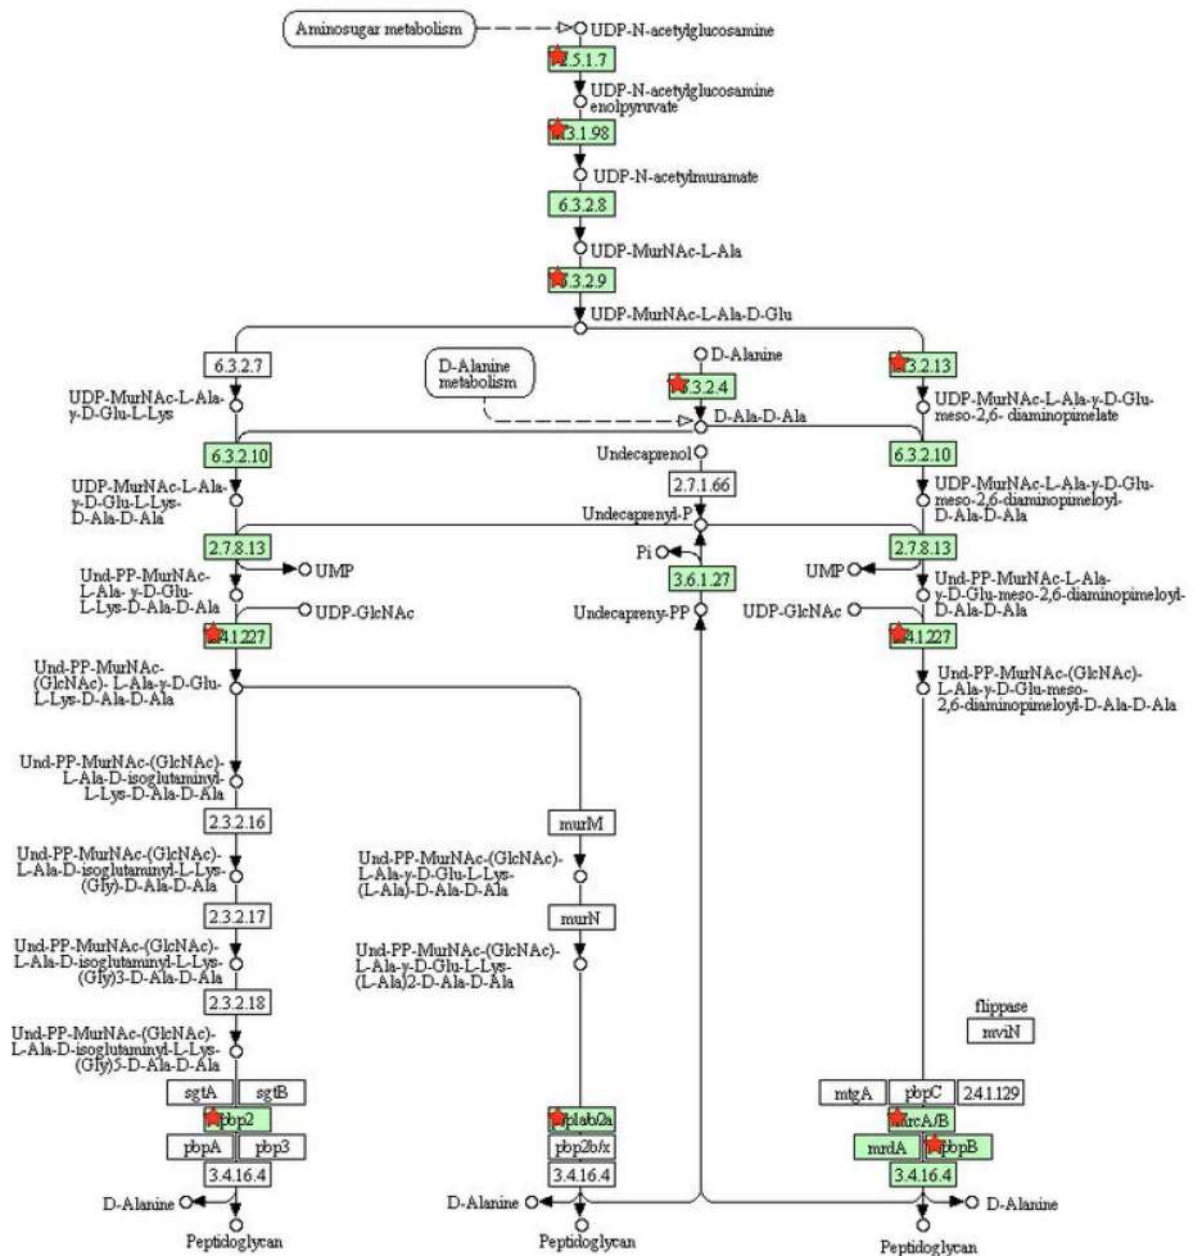 Aminosugar metabolism
UDP-N-acetylglucosamine
2.5.1.7
UDP-N-acetylglucosamine
enolpyruvate
3.1.98
UDP-N-acetylmuramate
6.3.2.8
UDP-MurNAc-L-Ala
3.2.9
UDP-MurNAc-L-Ala-D-Glu
6.3.2.7
D-Alanine
metabolism
D-Alanine
3.2.4
3.2.13
UDP-MurNAc-L-Ala-
γ-D-Glu-L-Lys
D-Ala-D-Ala
UDP-MurNAc-L-Ala-γ-D-Glu-
meso-2,6- diaminopimelate
6.3.2.10
Undecaprenol
6.3.2.10
2.7.1.66
UDP-MurNAc-L-Ala-
γ-D-Glu-L-Lys-
D-Ala-D-Ala
UDP-MurNAc-L-Ala-γ-D-Glu-
meso-2,6-diaminopimeloyl-
D-Ala-D-Ala
Undecaprenyl-P
2.7.8.13
Pi
2.7.8.13
UMP
3.6.1.27
UMP
Und-PP-MurNAc-
L-Ala- γ-D-Glu-
L-Lys-D-Ala-D-Ala
Und-PP-MurNAc-L-Ala-
γ-D-Glu-meso-2,6-diaminopimeloyl-
D-Ala-D-Ala
UDP-GlcNAc
Undecapreny-PP
UDP-GlcNAc
4.1.227
4.1.227
Und-PP-MurNAc-
(GlcNAc)- L-Ala-γ-D-Glu-
L-Lys-D-Ala-D-Ala
Und-PP-MurNAc-(GlcNAc)-
L-Ala-γ-D-Glu-meso-
2,6-diaminopimeloyl-D-Ala-D-Ala
Und-PP-MurNAc-(GlcNAc)-
L-Ala-D-isoglutaminyl-
L-Lys-D-Ala-D-Ala
2.3.2.16
murM
Und-PP-MurNAc-(GlcNAc)-
L-Ala-D-isoglutaminyl-L-Lys-
(Gly)-D-Ala-D-Ala
Und-PP-MurNAc-(GlcNAc)-
L-Ala-γ-D-Glu-L-Lys-
(L-Ala)-D-Ala-D-Ala
2.3.2.17
murN
Und-PP-MurNAc-(GlcNAc)-
L-Ala-D-isoglutaminyl-L-Lys-
(Gly)3-D-Ala-D-Ala
Und-PP-MurNAc-(GlcNAc)-
L-Ala-γ-D-Glu-L-Lys-
(L-Ala)2-D-Ala-D-Ala
2.3.2.18
flippase
mviN
Und-PP-MurNAc-(GlcNAc)-
L-Ala-D-isoglutaminyl-L-Lys-
(Gly)5-D-Ala-D-Ala
sgtA sgtB
mtgA pbpC 2.4.1.129
pbp2
p1ab/2a
rcA/B
pbpA pbp3
pbp2b/x
mrdA pbpB
3.4.16.4
3.4.16.4
3.4.16.4
D-Alanine
D-Alanine
D-Alanine
Peptidoglycan
Peptidoglycan
Peptidoglycan